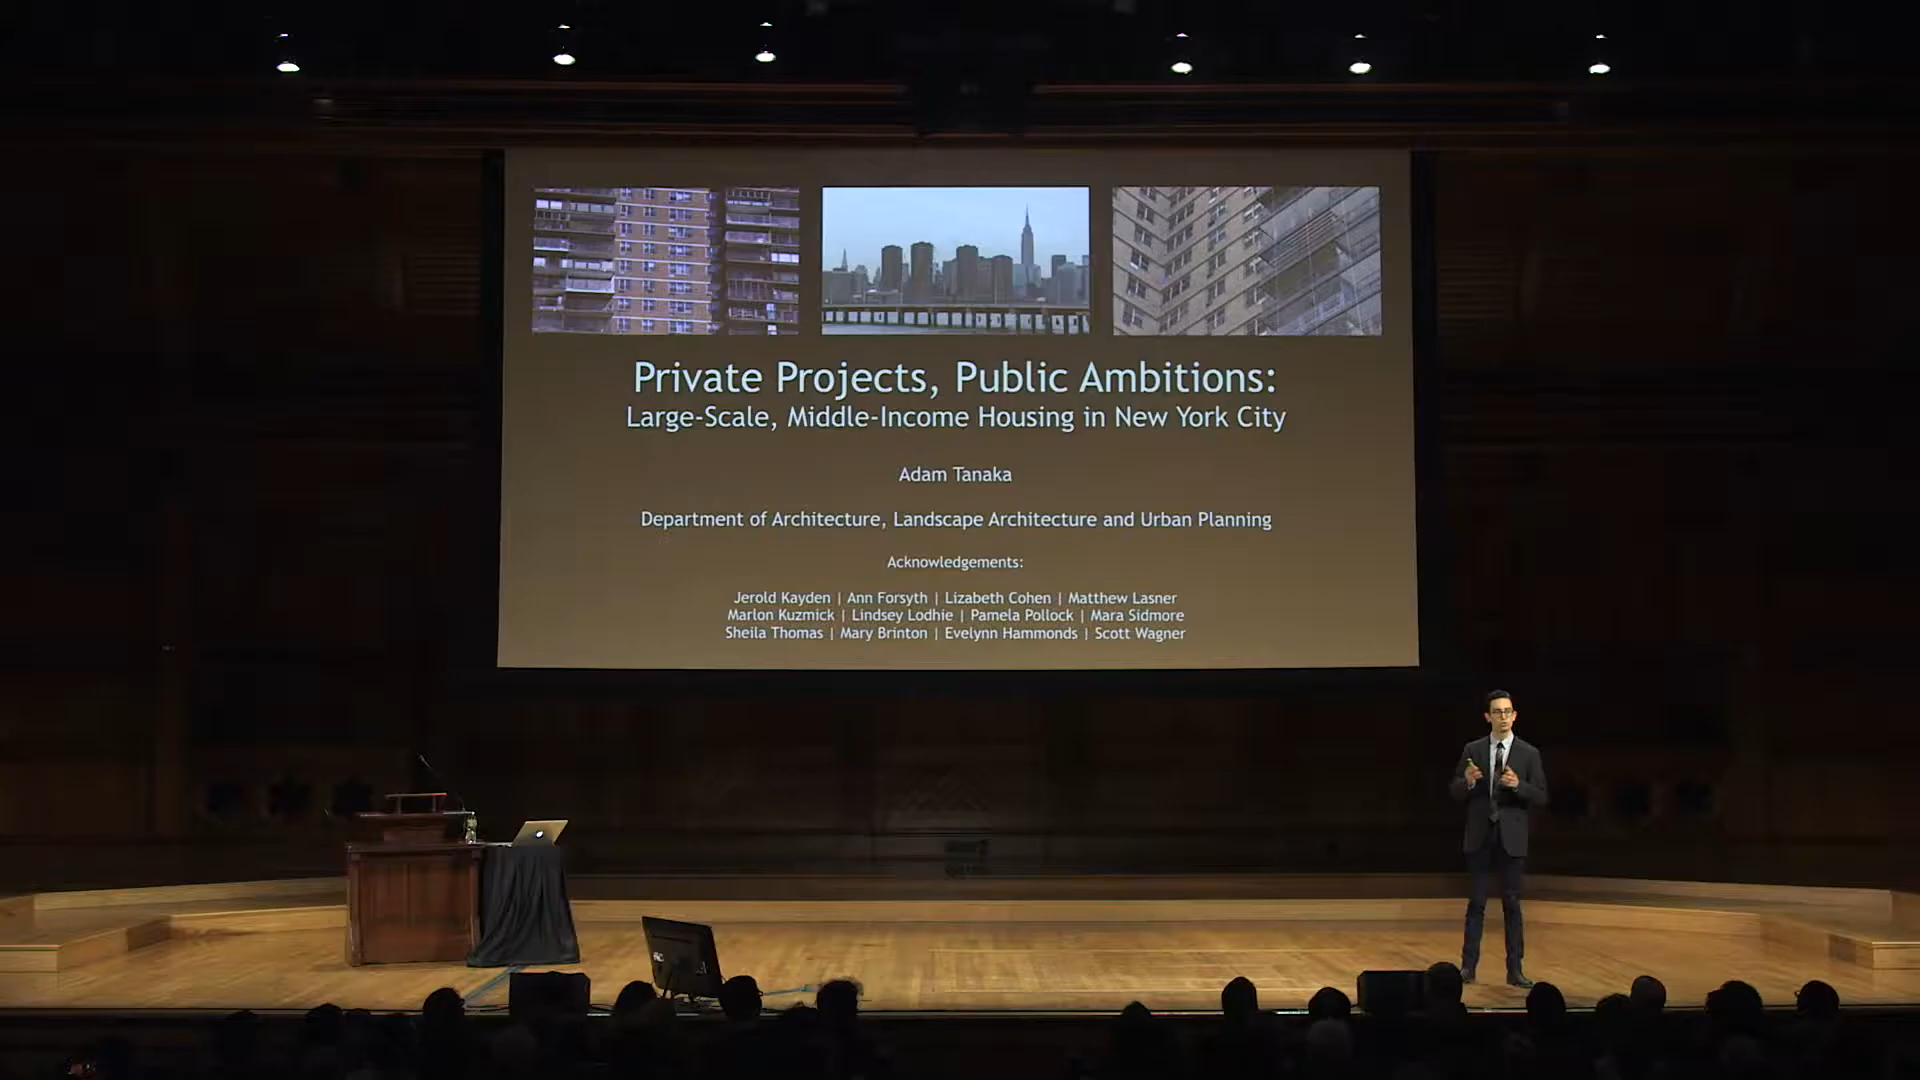 Private Projects, Public Ambitions:
Large-Scale, Middle-Income Housing in New York City
Adam Tanaka
Department of Architecture, Landscape Architecture and Urban Planning
Acknowledgements:
Jerold Kayden | Ann Forsyth | Lizabeth Cohen | Matthew Lasner
Marlon Kuzmick | Lindsey Lodhie | Pamela Pollock | Mara Sidmore
Sheila Thomas | Mary Brinton | Evelynn Hammonds | Scott Wagner